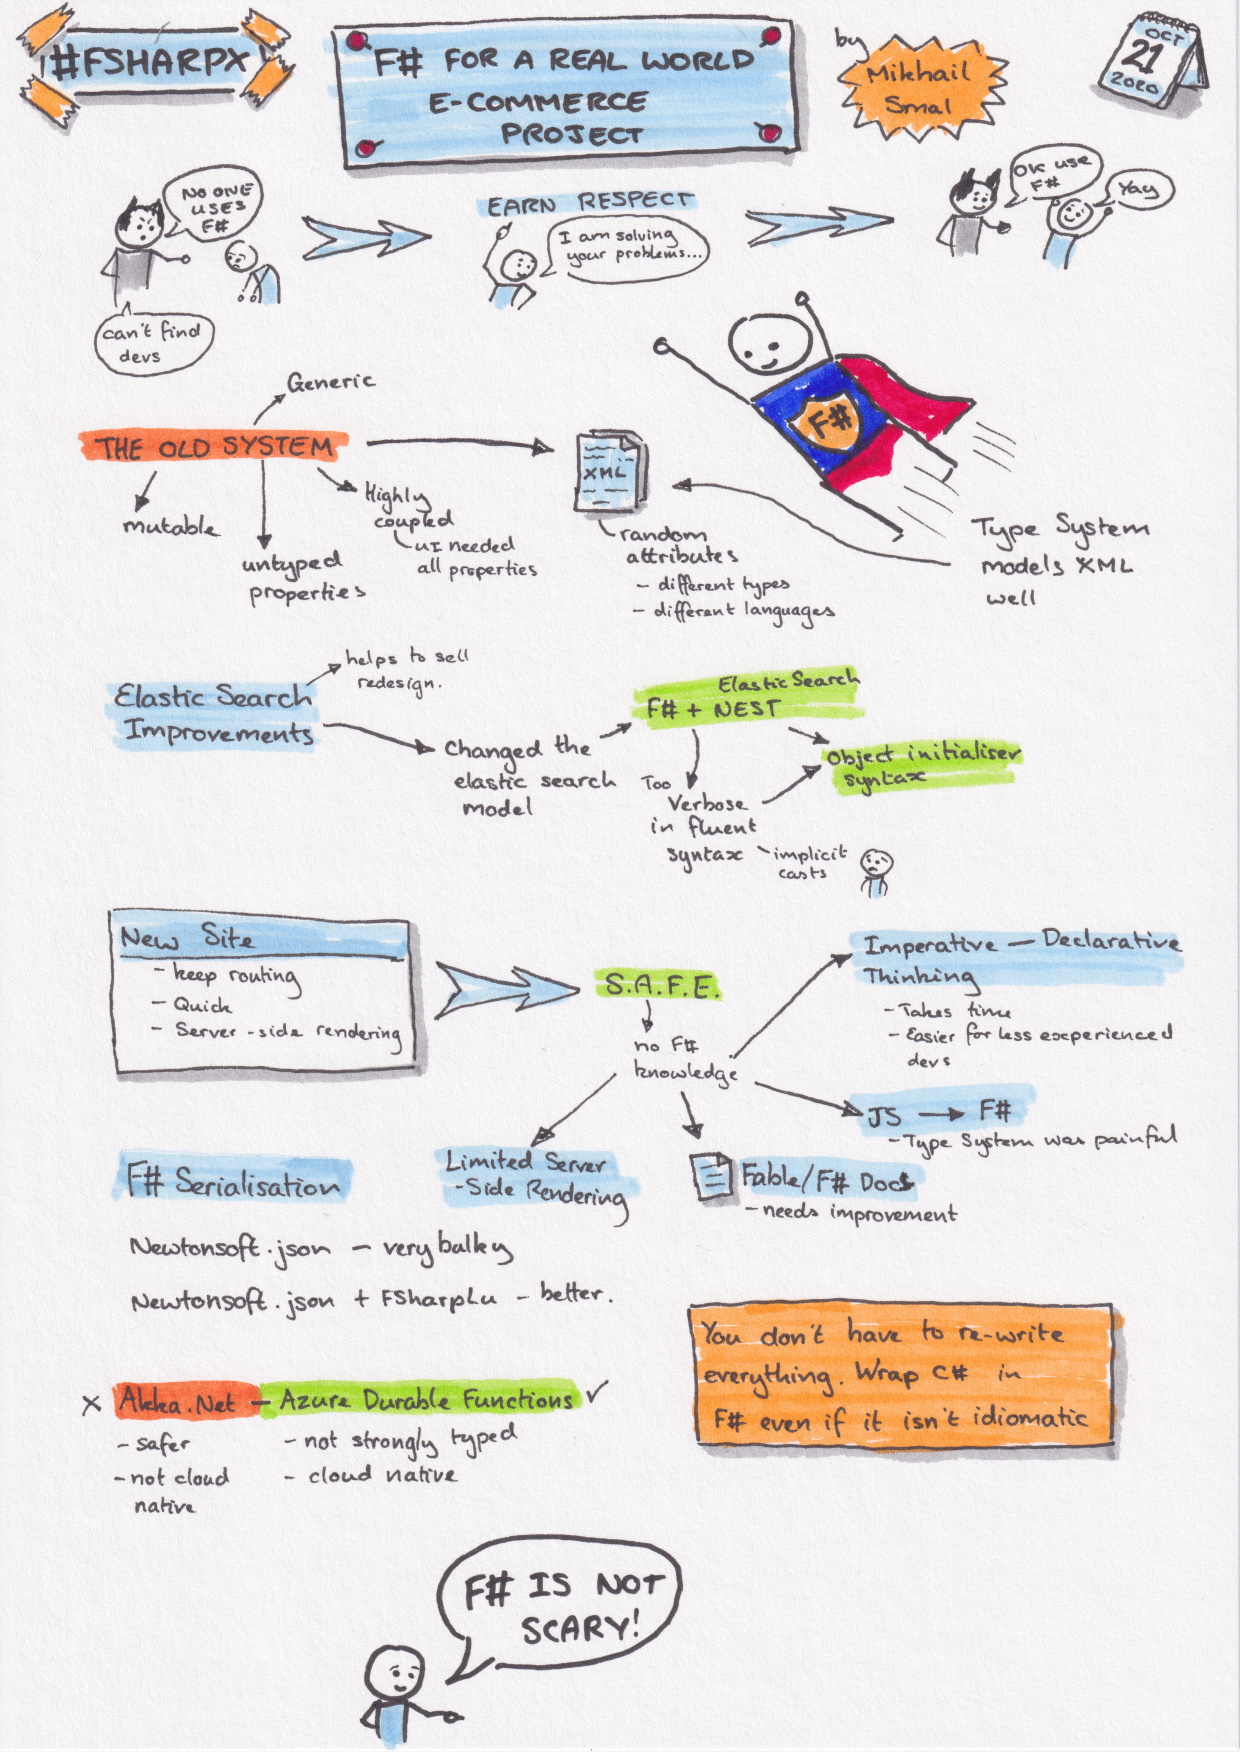 #FSHARPX
F# FOR A REAL WORLD
E-COMMERCE
PROJECT
by
Mikhail
Smal
OCT
21
2020
NO ONE
USES
F#
can't find
devs
EARN RESPECT
I am solving
your problems...
OK use
F#
Yay
Generic
THE OLD SYSTEM
mutable
untyped
properties
Highly
coupled
UI needed
all properties
XML
random
attributes
- different types
- different languages
F#
Type System
models XML
well
Elastic Search
Improvements
helps to sell
redesign.
Changed the
elastic search
model
Elastic Search
F# + NEST
Too
Verbose
in fluent
syntax
implicit
casts
Object initialiser
syntax
New Site
- keep routing
- Quick
- Server-side rendering
S.A.F.E.
no F#
knowledge
Imperative — Declarative
Thinking
- Takes time
- Easier for less experienced
devs
JS → F#
- Type System was painful
Limited Server
-Side Rendering
Fable/F# Docs
- needs improvement
F# Serialisation
Newtonsoft.json - very bulky
Newtonsoft.json + FSharpLu - better.
You don't have to re-write
everything. Wrap C# in
F# even if it isn't idiomatic
x Akka.Net - Azure Durable Functions ✓
- safer
- not cloud
native
- not strongly typed
- cloud native
F# IS NOT
SCARY!